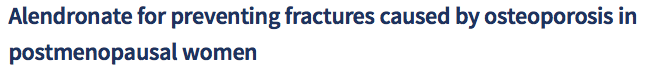 Alendronate for preventing fractures caused by osteoporosis in
postmenopausal women